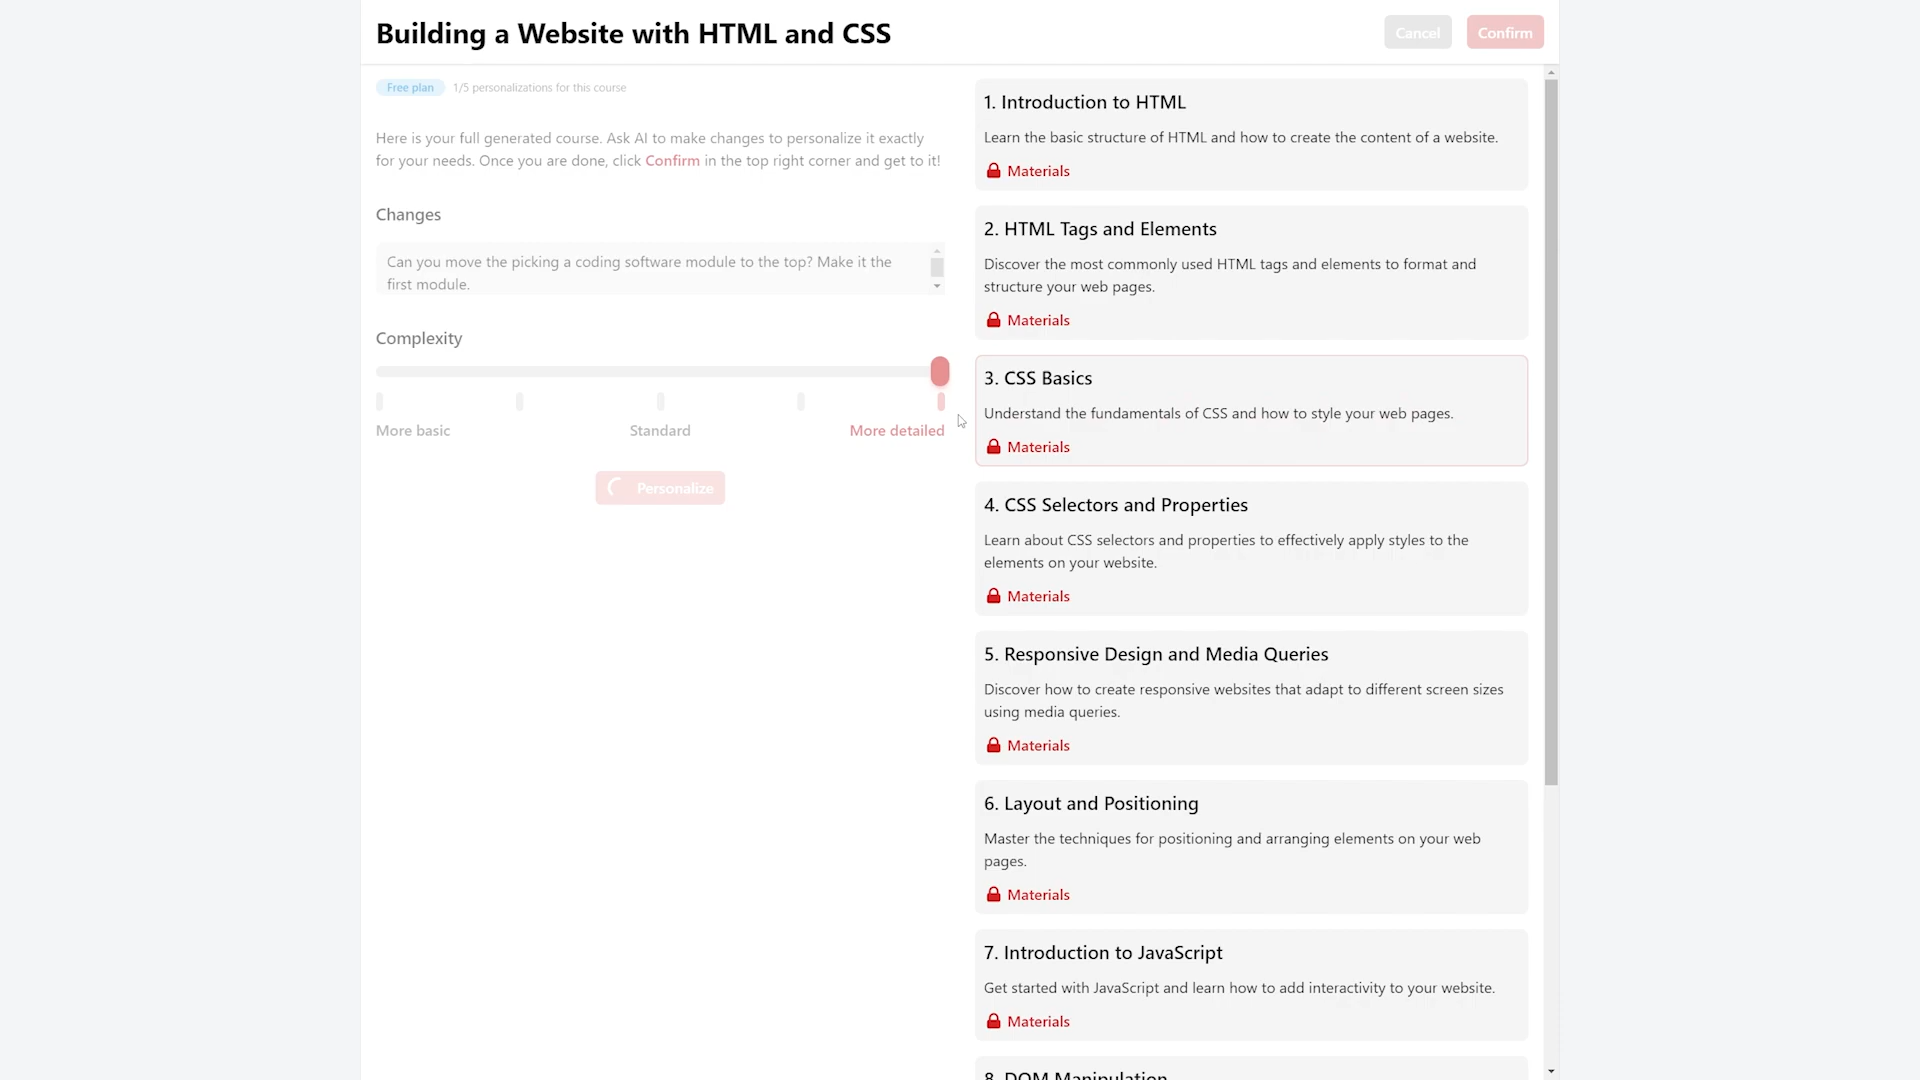 Building a Website with HTML and CSS
Cancel
Confirm
Free plan
1/5 personalizations for this course
Here is your full generated course. Ask AI to make changes to personalize it exactly
for your needs. Once you are done, click Confirm in the top right corner and get to it!
Changes
Can you move the picking a coding software module to the top? Make it the
first module.
Complexity
More basic
Standard
More detailed
Personalize
1. Introduction to HTML
Learn the basic structure of HTML and how to create the content of a website.
Materials
2. HTML Tags and Elements
Discover the most commonly used HTML tags and elements to format and
structure your web pages.
Materials
3. CSS Basics
Understand the fundamentals of CSS and how to style your web pages.
Materials
4. CSS Selectors and Properties
Learn about CSS selectors and properties to effectively apply styles to the
elements on your website.
Materials
5. Responsive Design and Media Queries
Discover how to create responsive websites that adapt to different screen sizes
using media queries.
Materials
6. Layout and Positioning
Master the techniques for positioning and arranging elements on your web
pages.
Materials
7. Introduction to JavaScript
Get started with JavaScript and learn how to add interactivity to your website.
Materials
8. DOM Manipulation